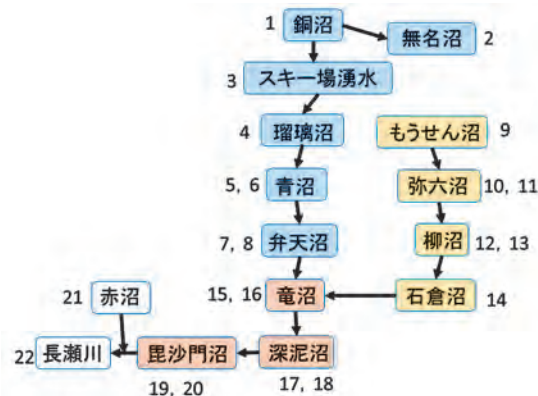 1 銅沼
無名沼 2
3 スキー場湧水
4 瑠璃沼
もうせん沼 9
5, 6 青沼
弥六沼 10, 11
7, 8 弁天沼
柳沼 12, 13
21 赤沼
15, 16 竜沼
石倉沼 14
22 長瀬川
毘沙門沼
深泥沼
19, 20
17, 18